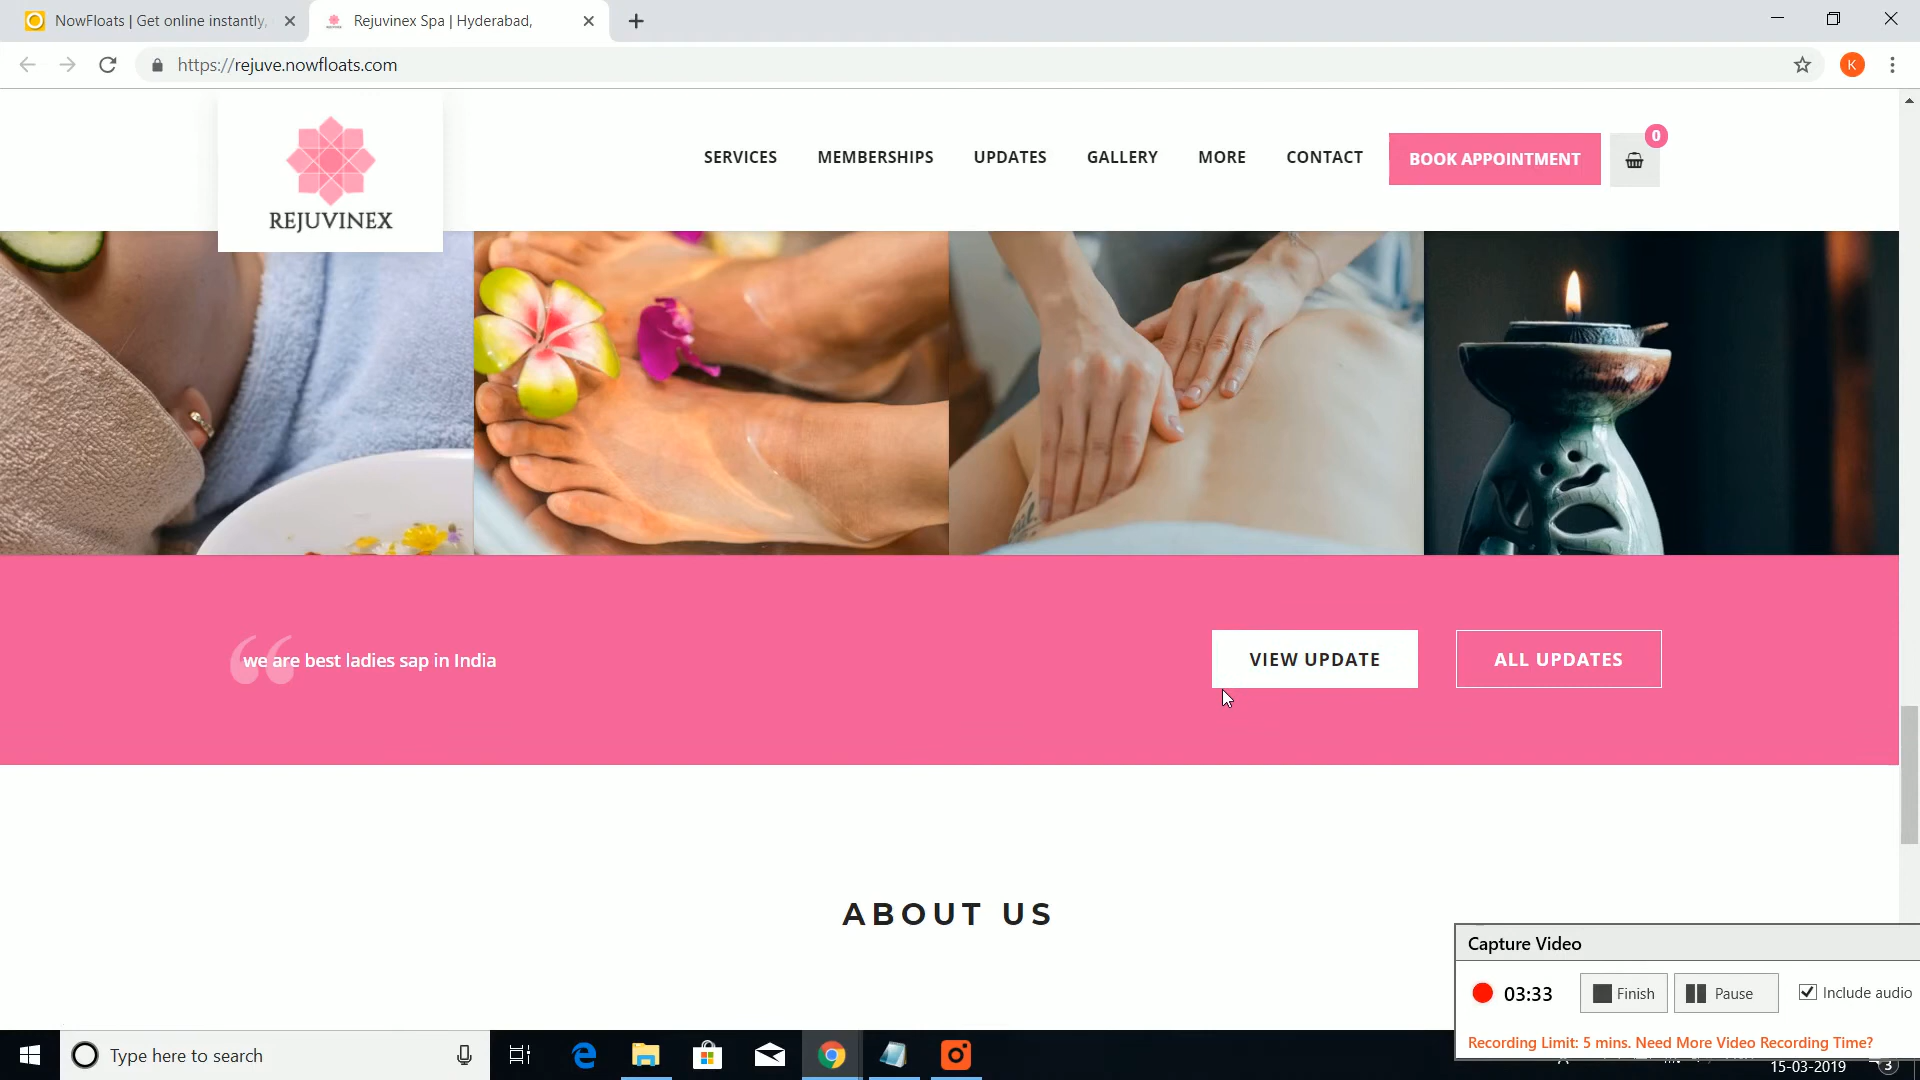 NowFloats | Get online instantly,
Rejuvinex Spa | Hyderabad,
https://rejuve.nowfloats.com
K
REJUVINEX
SERVICES
MEMBERSHIPS
UPDATES
GALLERY
MORE
CONTACT
BOOK APPOINTMENT
0
we are best ladies sap in India
VIEW UPDATE
ALL UPDATES
ABOUT US
Capture Video
03:33
Finish
Pause
Include audio
Recording Limit: 5 mins. Need More Video Recording Time?
Type here to search
15-03-2019
3